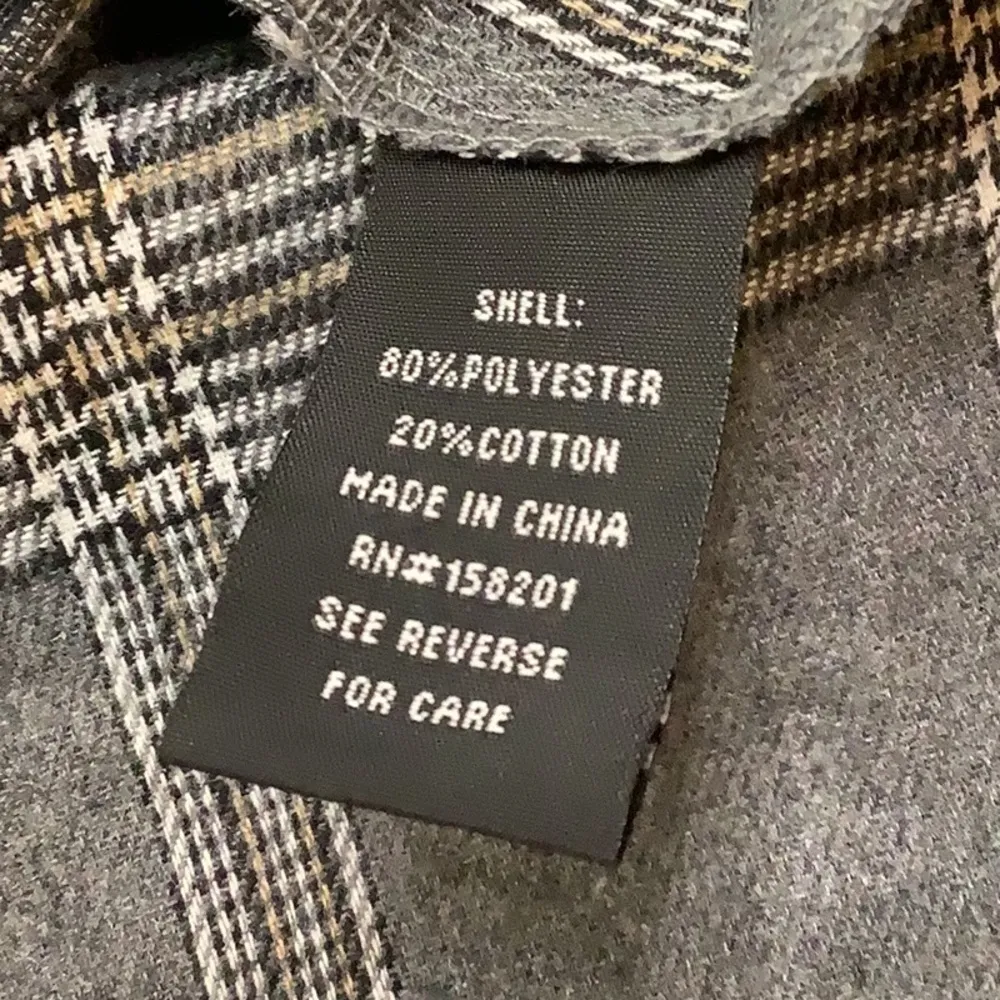 SHELL:
80%POLYESTER
20%COTTON
MADE IN CHINA
RN#158201
SEE REVERSE
FOR CARE